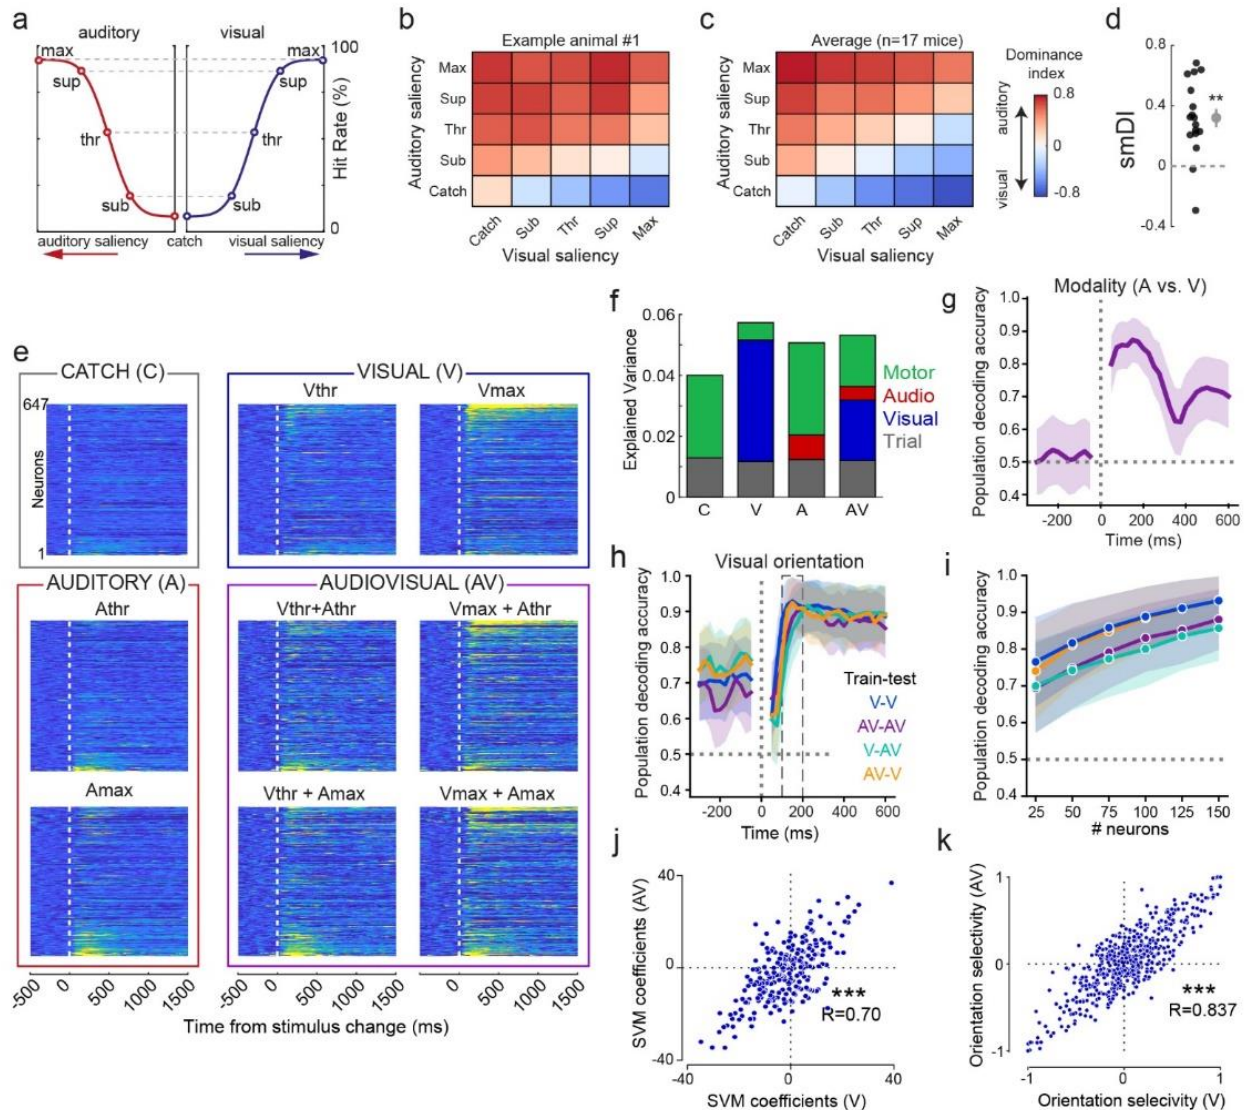 a
auditory
visual
max
sup
thr
sub
max
sup
thr
sub
100
0
Hit Rate (%)
auditory saliency
catch
visual saliency
b
Example animal #1
Auditory saliency
Max
Sup
Thr
Sub
Catch
Catch
Sub
Thr
Sup
Max
Visual saliency
c
Average (n=17 mice)
Auditory saliency
Max
Sup
Thr
Sub
Catch
Catch
Sub
Thr
Sup
Max
Visual saliency
Dominance
index
auditory
visual
0.8
0
-0.8
d
smDI
0.8
0.4
0
-0.4
**
e
CATCH (C)
647
Neurons
1
VISUAL (V)
Vthr
Vmax
AUDITORY (A)
Athr
Amax
AUDIOVISUAL (AV)
Vthr+Athr
Vmax + Athr
Vthr + Amax
Vmax + Amax
-500 0 500 1000 1500
-500 0 500 1000 1500
-500 0 500 1000 1500
Time from stimulus change (ms)
f
Explained Variance
0.06
0.04
0.02
0
C V A AV
Motor
Audio
Visual
Trial
g
Modality (A vs. V)
Population decoding accuracy
1.0
0.9
0.8
0.7
0.6
0.5
0.4
-200 0 200 400 600
Time (ms)
h
Visual orientation
Population decoding accuracy
1.0
0.9
0.8
0.7
0.6
0.5
0.4
-200 0 200 400 600
Time (ms)
Train-test
V-V
AV-AV
V-AV
AV-V
i
Population decoding accuracy
1.0
0.9
0.8
0.7
0.6
0.5
0.4
25 50 75 100 125 150
# neurons
j
SVM coefficients (AV)
40
0
-40
-40 0 40
SVM coefficients (V)
***
R=0.70
k
Orientation selectivity (AV)
1
0
-1
-1 0 1
Orientation selecivity (V)
***
R=0.837